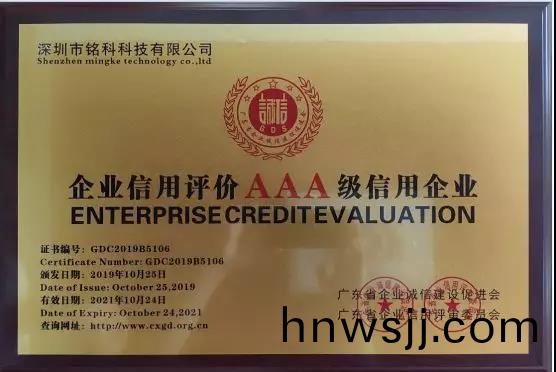 深圳市铭科科技有限公司
Shenzhen mingke technology co.,ltd
誠信
GDS
企业信用评价AAA级信用企业
ENTERPRISECREDITEVALUATION
证书编号：GDC2019B5106
Certificate Number: GDC2019B5106
颁发日期：2019年10月25日
Date of Issue: October 25,2019
有效日期：2021年10月24日
Date of Expiry: October 24,2021
查询网址：http://www.cxgd.org.cn
广东省企业诚信建设促进会
广东省企业信用评审委员会
hnwsjj.com